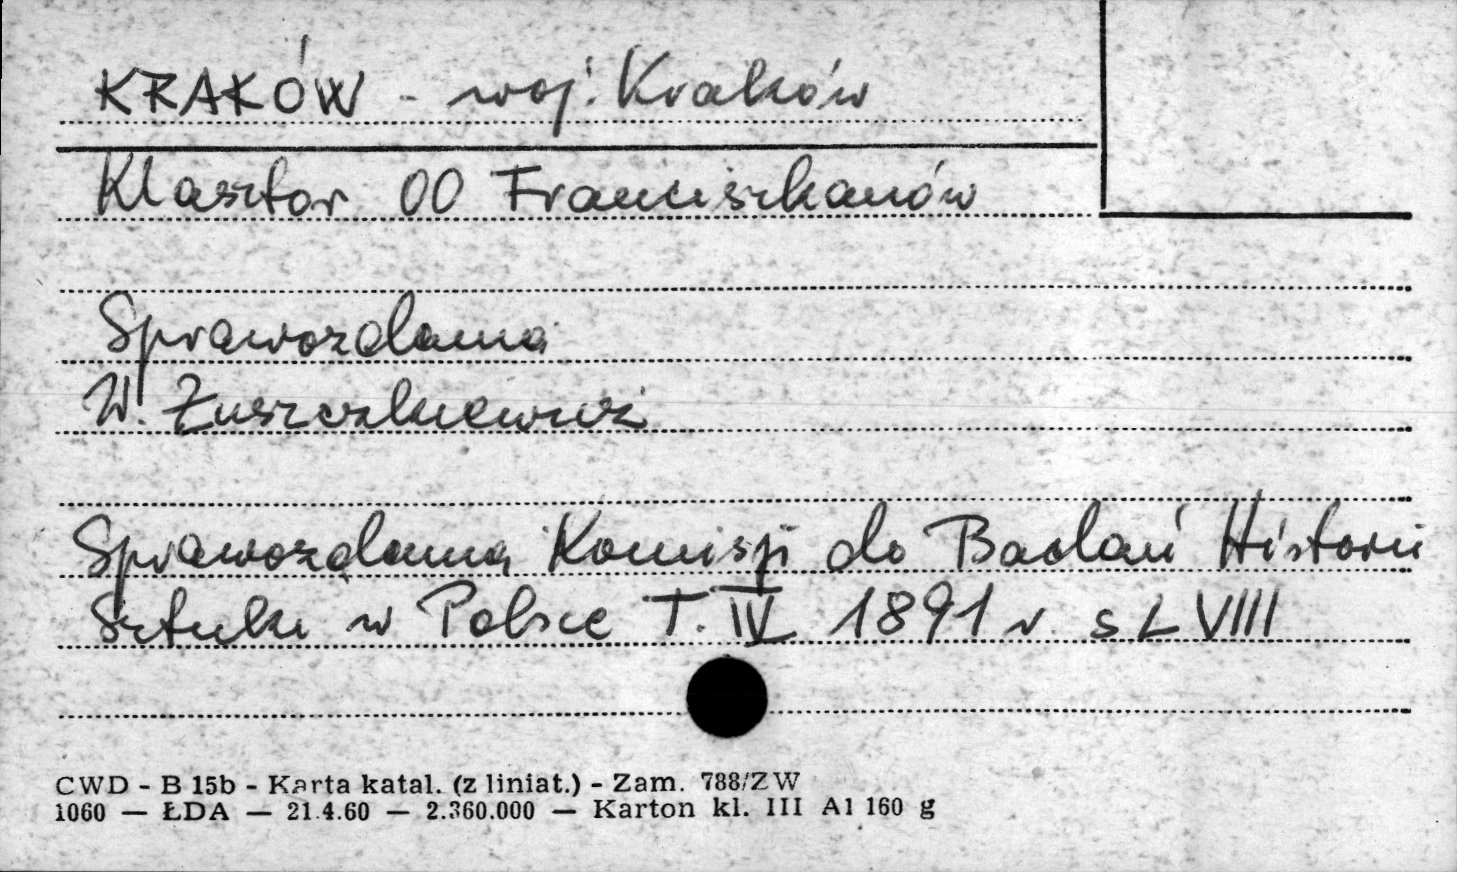 KRAKÓW - woj. Kraków
Klasztor OO Franciszkanów
Sprawozdania
W. Łuszczkiewicz
Sprawozdania Komisji do Badań Historii
Sztuki w Polsce T. IV 1891 r. s LVIII
CWD - B 15b - Karta katal. (z liniat.) - Zam. 788/ZW
1060 — ŁDA — 21.4.60 — 2.360.000 — Karton kl. III A1 160 g